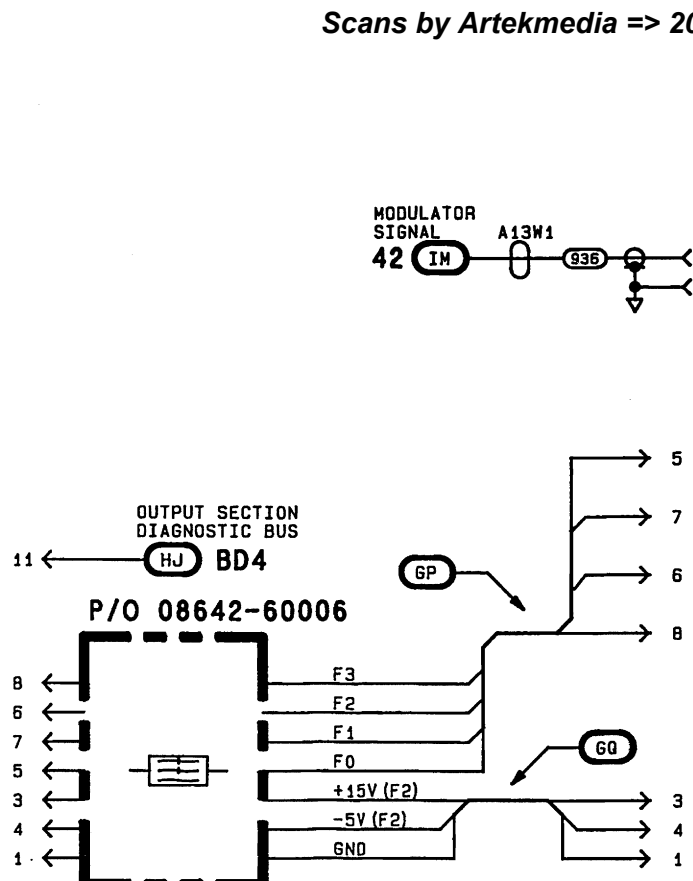 Scans by Artekmedia => 20
MODULATOR
SIGNAL
A13W1
42 IM
936
5
7
6
8
OUTPUT SECTION
DIAGNOSTIC BUS
11
HJ BD4
GP
P/O 08642-60006
8 F3
6 F2
7 F1
GQ
5 F0
3 +15V (F2) 3
4 -5V (F2) 4
1 GND 1